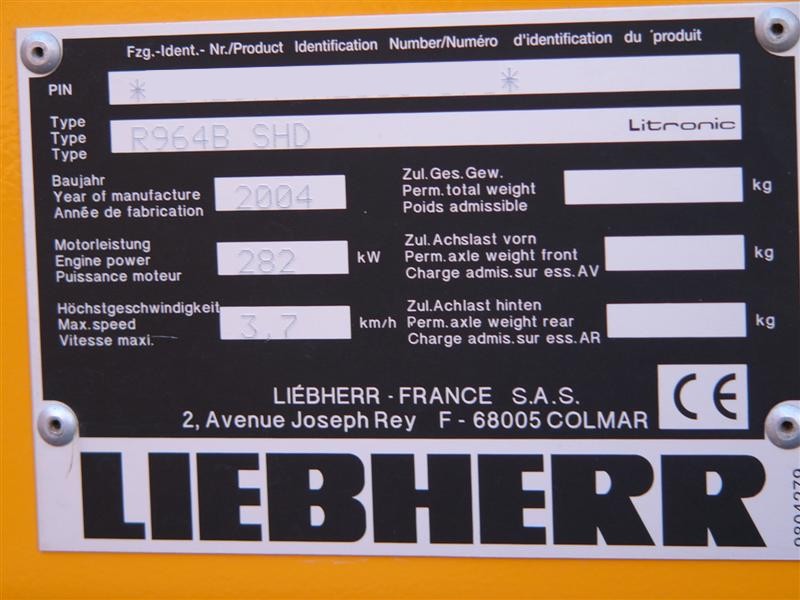 Fzg.-Ident.- Nr./Product Identification Number/Numéro d'identification du produit
PIN * *
Type
Type R964B SHD Litronic
Type
Baujahr
Year of manufacture 2004
Année de fabrication
Zul.Ges.Gew.
Perm.total weight kg
Poids admissible
Motorleistung
Engine power 282 kW
Puissance moteur
Zul.Achslast vorn
Perm.axle weight front kg
Charge admis.sur ess.AV
Höchstgeschwindigkeit
Max.speed 3,7 km/h
Vitesse maxi.
Zul.Achlast hinten
Perm.axle weight rear kg
Charge admis.sur ess.AR
LIÉBHERR - FRANCE S.A.S.
2, Avenue Joseph Rey F - 68005 COLMAR
CE
LIEBHERR
9804279